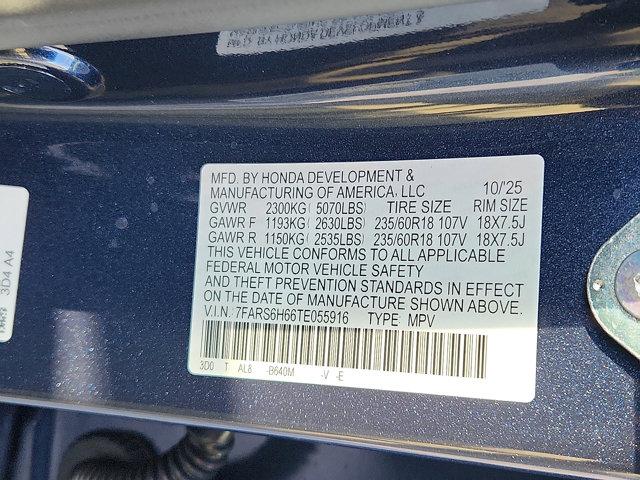 MFD. BY HONDA DEVELOPMENT &
MANUFACTURING OF AMERICA, LLC 10/'25
GVWR 2300KG(5070LBS) TIRE SIZE RIM SIZE
GAWR F 1193KG(2630LBS) 235/60R18 107V 18X7.5J
GAWR R 1150KG(2535LBS) 235/60R18 107V 18X7.5J
THIS VEHICLE CONFORMS TO ALL APPLICABLE
FEDERAL MOTOR VEHICLE SAFETY
AND THEFT PREVENTION STANDARDS IN EFFECT
ON THE DATE OF MANUFACTURE SHOWN ABOVE.
V.I.N. 7FARS6H66TE055916 TYPE: MPV
3D0 T AL8 -B640M -V -E
3D4 A4